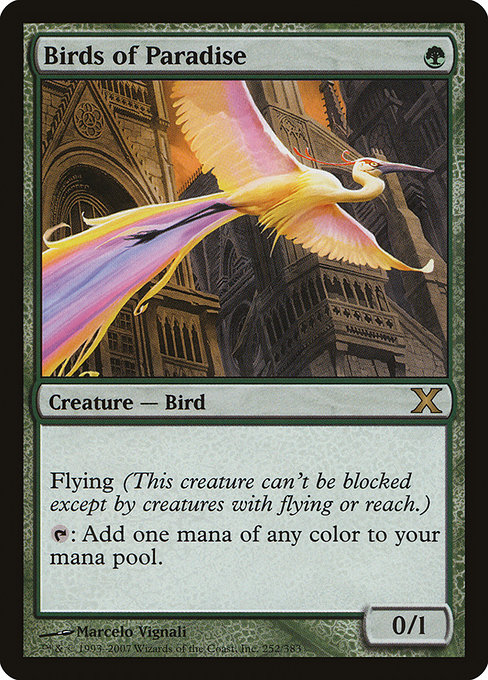 Birds of Paradise
Creature — Bird
X
Flying (This creature can't be blocked
except by creatures with flying or reach.)
: Add one mana of any color to your
mana pool.
Marcelo Vignali
0/1
™ & © 1993-2007 Wizards of the Coast, Inc. 252/383